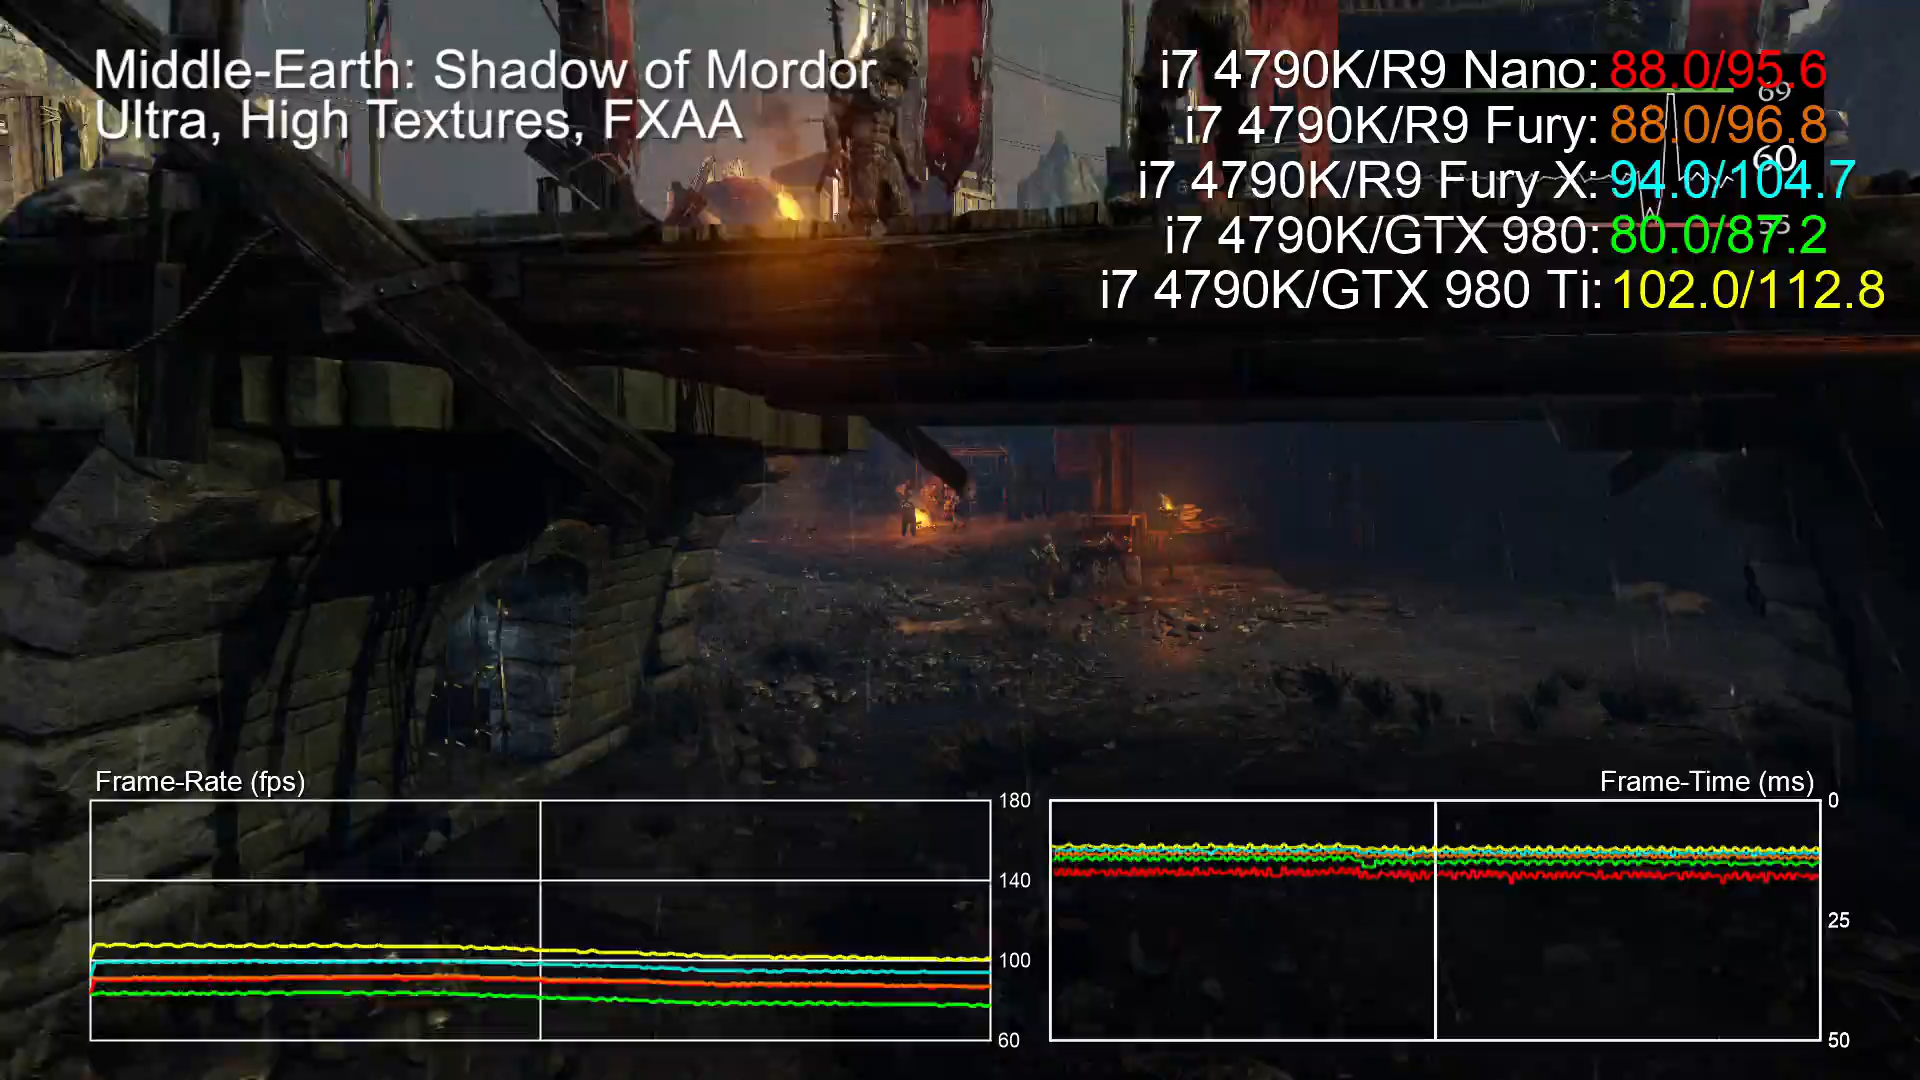 Middle-Earth: Shadow of Mordor
Ultra, High Textures, FXAA
i7 4790K/R9 Nano: 88.0/95.6
i7 4790K/R9 Fury: 88.0/96.8
i7 4790K/R9 Fury X: 94.0/104.7
i7 4790K/GTX 980: 80.0/87.2
i7 4790K/GTX 980 Ti: 102.0/112.8
69
60
55
Frame-Rate (fps)
180
140
100
60
Frame-Time (ms)
0
25
50